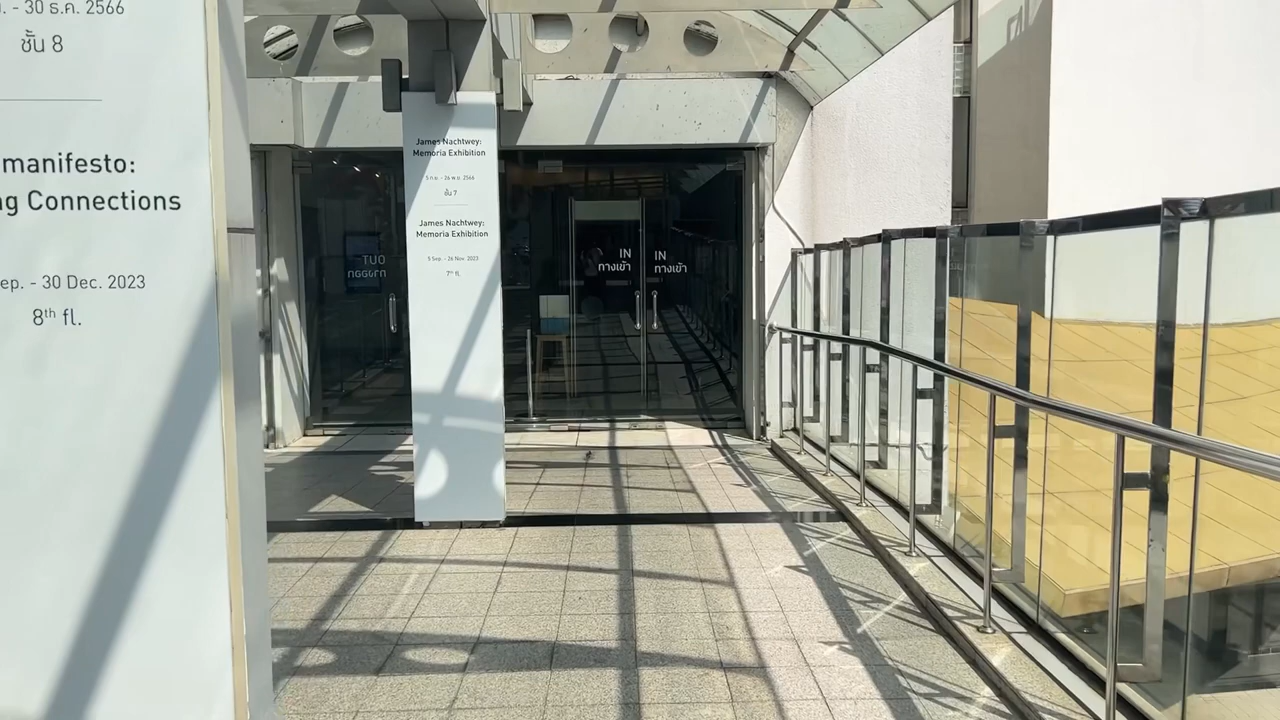 . - 30 ธ.ค. 2566
ชั้น 8
manifesto:
ng Connections
ep. - 30 Dec. 2023
8th fl.
James Nachtwey:
Memoria Exhibition
5 ก.ย. - 26 พ.ย. 2566
ชั้น 7
James Nachtwey:
Memoria Exhibition
5 Sep. - 26 Nov. 2023
7th fl.
OUT
ทางออก
IN
ทางเข้า
IN
ทางเข้า